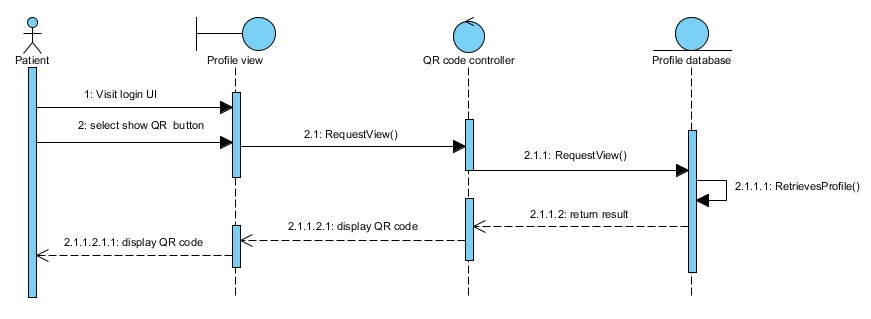 Patient
Profile view
QR code controller
Profile database
1: Visit login UI
2: select show QR button
2.1: RequestView()
2.1.1: RequestView()
2.1.1.1: RetrievesProfile()
2.1.1.2: return result
2.1.1.2.1: display QR code
2.1.1.2.1.1: display QR code